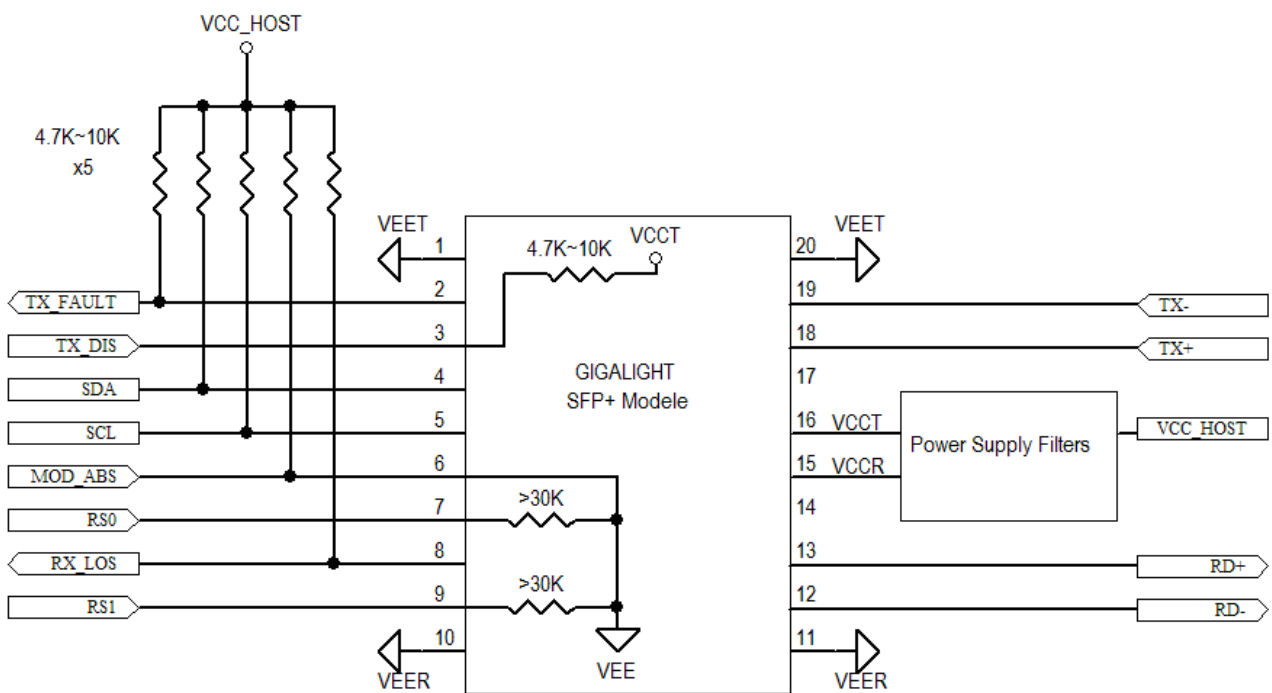 VCC_HOST
4.7K~10K
x5
VEET
1
4.7K~10K
VCCT
20
VEET
TX_FAULT
2
19
TX-
TX_DIS
3
18
TX+
SDA
4
GIGALIGHT
SFP+ Modele
17
SCL
5
16
VCCT
Power Supply Filters
VCC_HOST
MOD_ABS
6
15
VCCR
RS0
7
>30K
14
RX_LOS
8
13
RD+
RS1
9
>30K
12
RD-
10
VEER
VEE
11
VEER